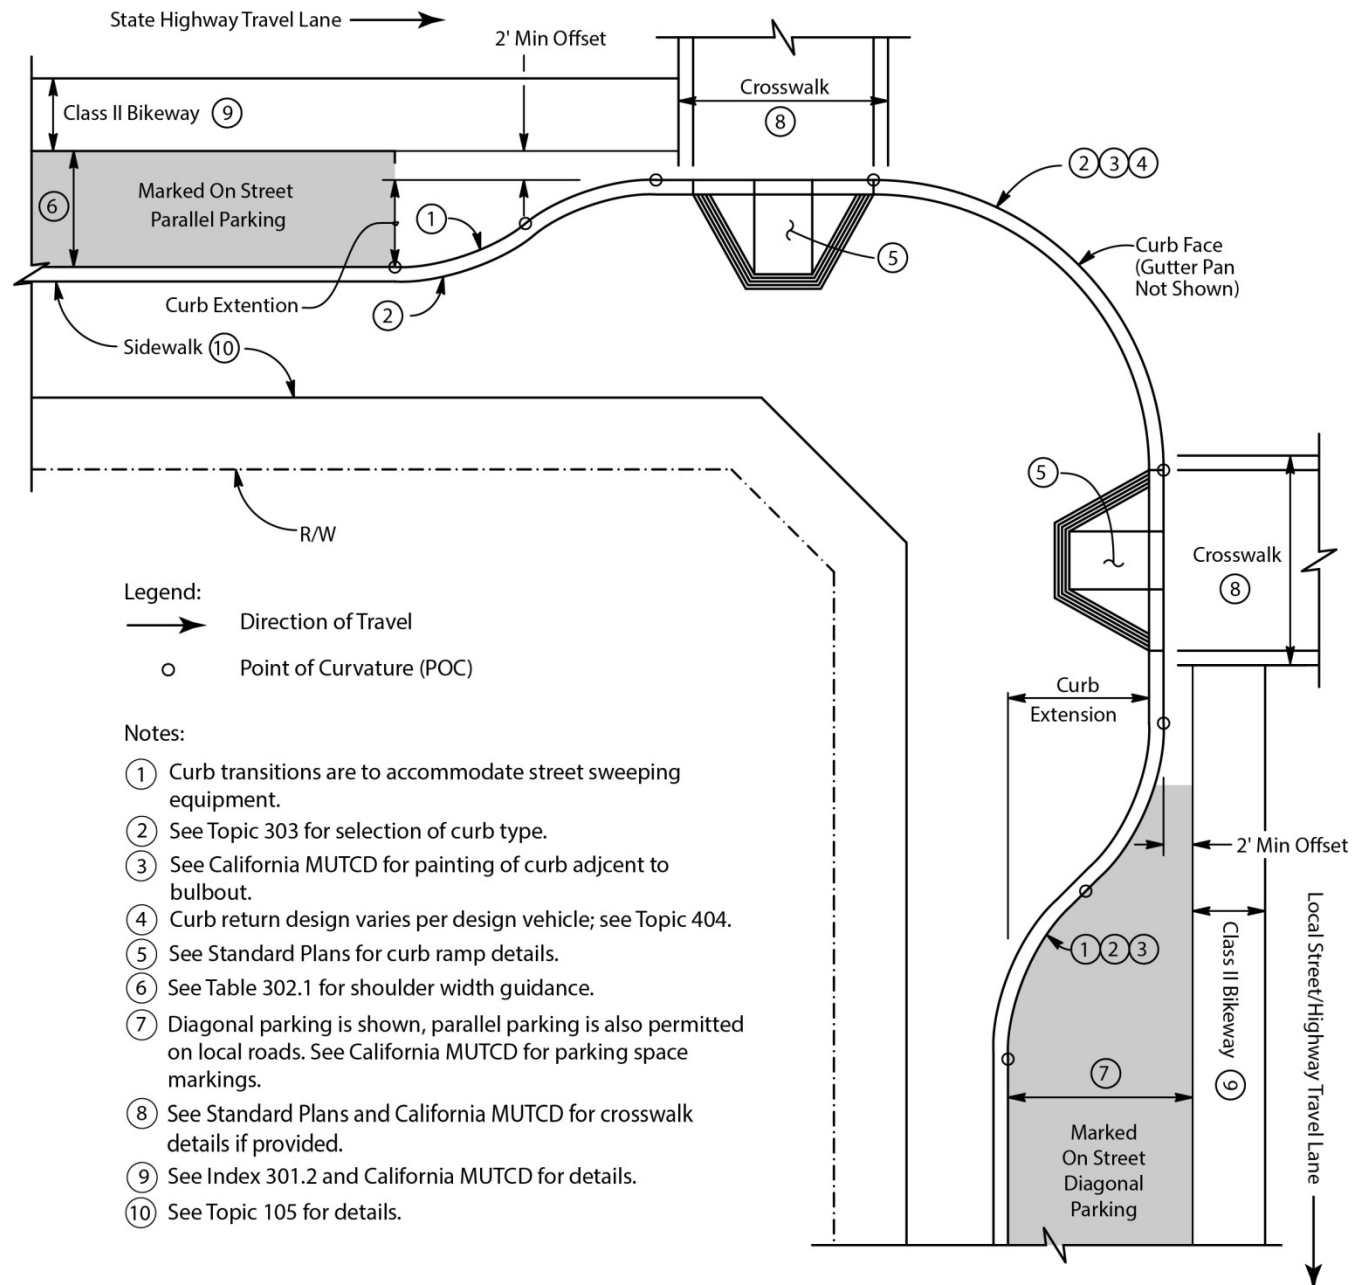 State Highway Travel Lane
2' Min Offset
Class II Bikeway 9
Crosswalk
8
2 3 4
Marked On Street
Parallel Parking
6
1
5
Curb Face
(Gutter Pan
Not Shown)
Curb Extention
2
Sidewalk 10
R/W
5
Crosswalk
8
Legend:
Direction of Travel
Point of Curvature (POC)
Curb
Extension
2' Min Offset
Notes:
1 Curb transitions are to accommodate street sweeping
equipment.
2 See Topic 303 for selection of curb type.
3 See California MUTCD for painting of curb adjcent to
bulbout.
4 Curb return design varies per design vehicle; see Topic 404.
5 See Standard Plans for curb ramp details.
6 See Table 302.1 for shoulder width guidance.
7 Diagonal parking is shown, parallel parking is also permitted
on local roads. See California MUTCD for parking space
markings.
8 See Standard Plans and California MUTCD for crosswalk
details if provided.
9 See Index 301.2 and California MUTCD for details.
10 See Topic 105 for details.
1 2 3
7
Marked
On Street
Diagonal
Parking
Class II Bikeway 9
Local Street/Highway Travel Lane